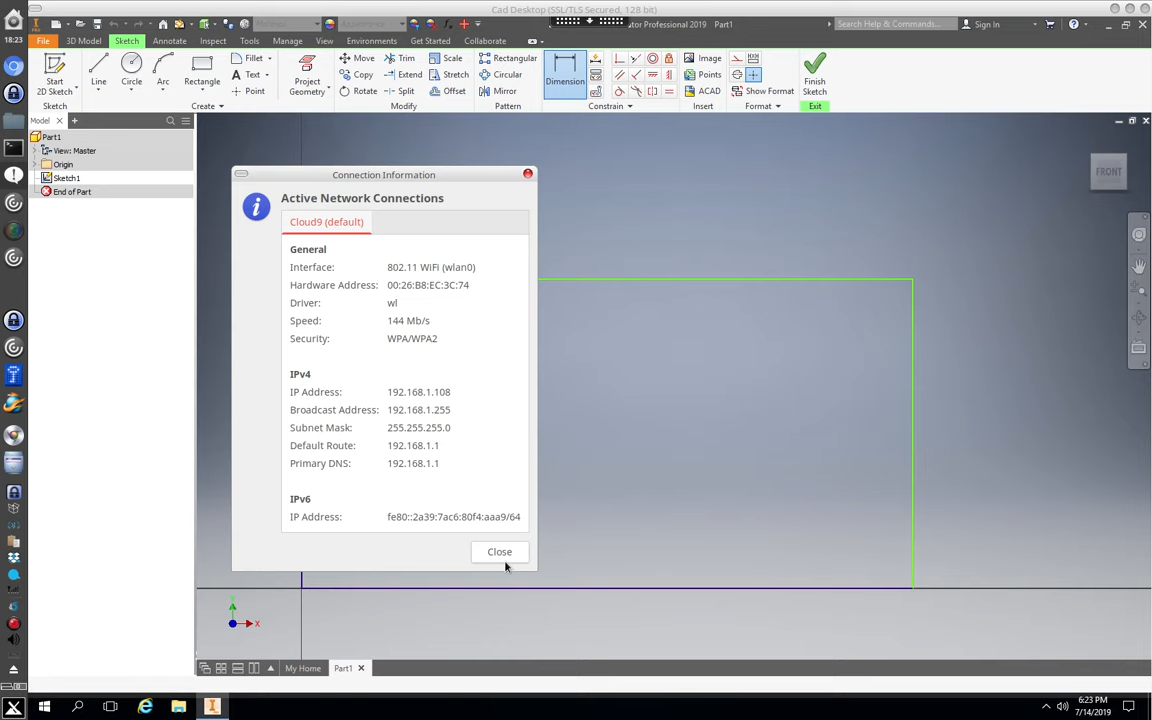 Cad Desktop (SSL/TLS Secured, 128 bit)
18:23
Material
Appearance
tor Professional 2019 Part1
Search Help & Commands...
Sign In
File 3D Model Sketch Annotate Inspect Tools Manage View Environments Get Started Collaborate
Start
2D Sketch
Line
Circle
Arc
Rectangle
Fillet
Text
Point
Project
Geometry
Move
Copy
Rotate
Trim
Extend
Split
Scale
Stretch
Offset
Rectangular
Circular
Mirror
Dimension
Image
Points
ACAD
Show Format
Finish
Sketch
Sketch Create Modify Pattern Constrain Insert Format Exit
Model
Part1
View: Master
Origin
Sketch1
End of Part
FRONT
Connection Information
Active Network Connections
Cloud9 (default)
General
Interface: 802.11 WiFi (wlan0)
Hardware Address: 00:26:B8:EC:3C:74
Driver: wl
Speed: 144 Mb/s
Security: WPA/WPA2
IPv4
IP Address: 192.168.1.108
Broadcast Address: 192.168.1.255
Subnet Mask: 255.255.255.0
Default Route: 192.168.1.1
Primary DNS: 192.168.1.1
IPv6
IP Address: fe80::2a39:7ac6:80f4:aaa9/64
Close
Y
X
My Home Part1
6:23 PM
7/14/2019